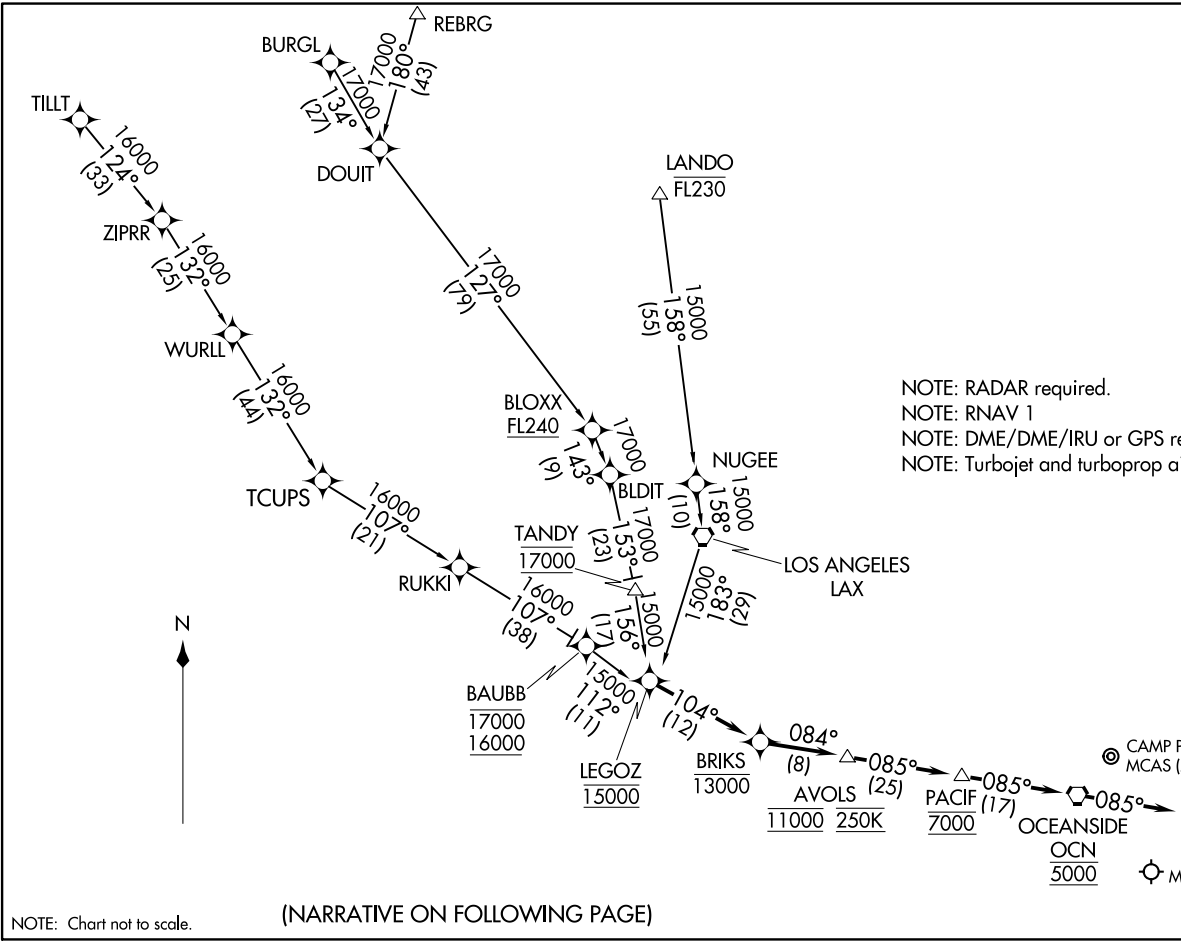 REBRG
BURGL
17000
180°
(43)
17000
134°
(27)
TILLT
16000
124°
(33)
DOUIT
LANDO
FL230
ZIPRR
16000
132°
(25)
17000
127°
(79)
15000
158°
(55)
WURLL
16000
132°
(44)
NOTE: RADAR required.
NOTE: RNAV 1
NOTE: DME/DME/IRU or GPS re
NOTE: Turbojet and turboprop a
BLOXX
FL240
17000
143°
(9)
NUGEE
BLDIT
15000
158°
(10)
TCUPS
16000
107°
(21)
17000
153°
(23)
TANDY
17000
LOS ANGELES
LAX
RUKKI
16000
107°
(38)
15000
156°
(17)
15000
183°
(29)
N
BAUBB
17000
16000
15000
112°
(11)
104°
(12)
LEGOZ
15000
BRIKS
13000
084°
(8)
AVOLS
11000 250K
085°
(25)
PACIF
7000
085°
(17)
OCEANSIDE
OCN
5000
085°
CAMP P
MCAS (
M
NOTE: Chart not to scale.
(NARRATIVE ON FOLLOWING PAGE)